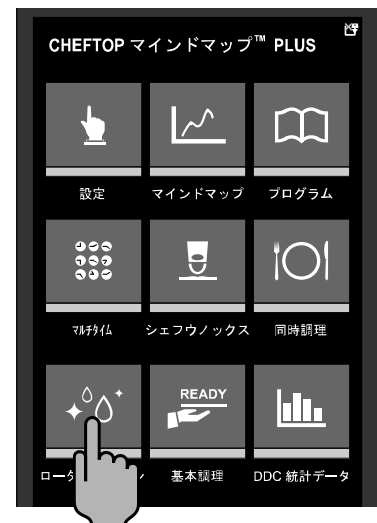 CHEFTOP マインドマップ™ PLUS
設定 マインドマップ プログラム
マルチタイム シェフウノックス 同時調理
READY
基本調理 DDC 統計データ